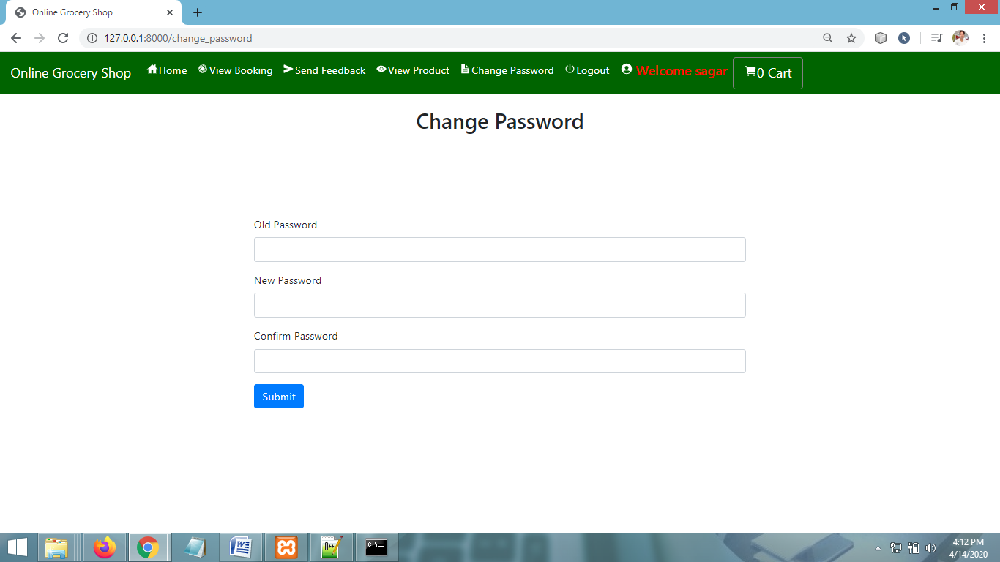 Online Grocery Shop
127.0.0.1:8000/change_password
Online Grocery Shop Home View Booking Send Feedback View Product Change Password Logout Welcome sagar 0 Cart
Change Password
Old Password
New Password
Confirm Password
Submit
4:12 PM
4/14/2020